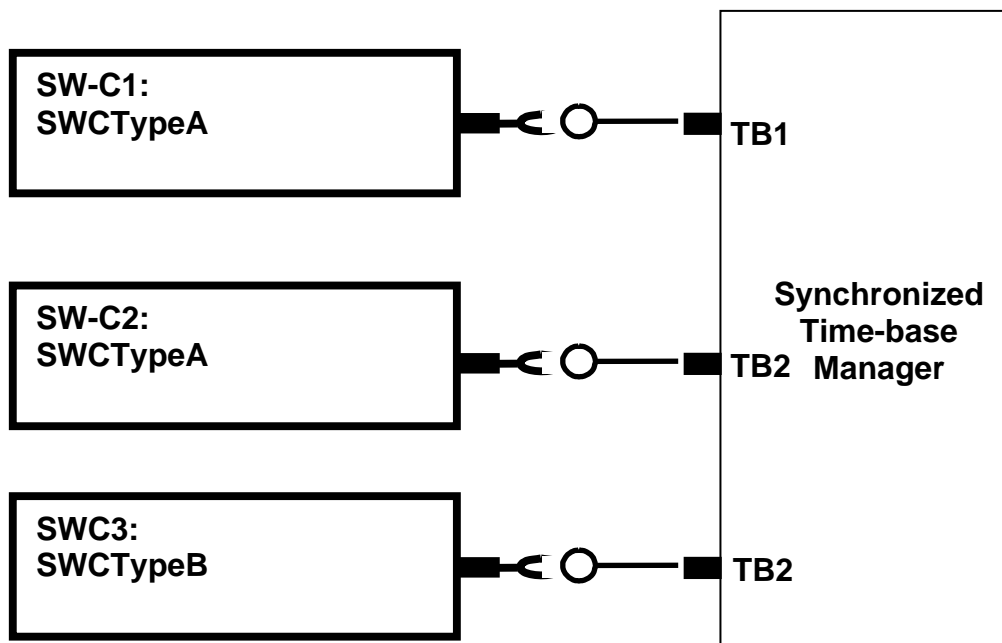 SW-C1:
SWCTypeA
TB1
SW-C2:
SWCTypeA
TB2
Synchronized
Time-base
Manager
SWC3:
SWCTypeB
TB2